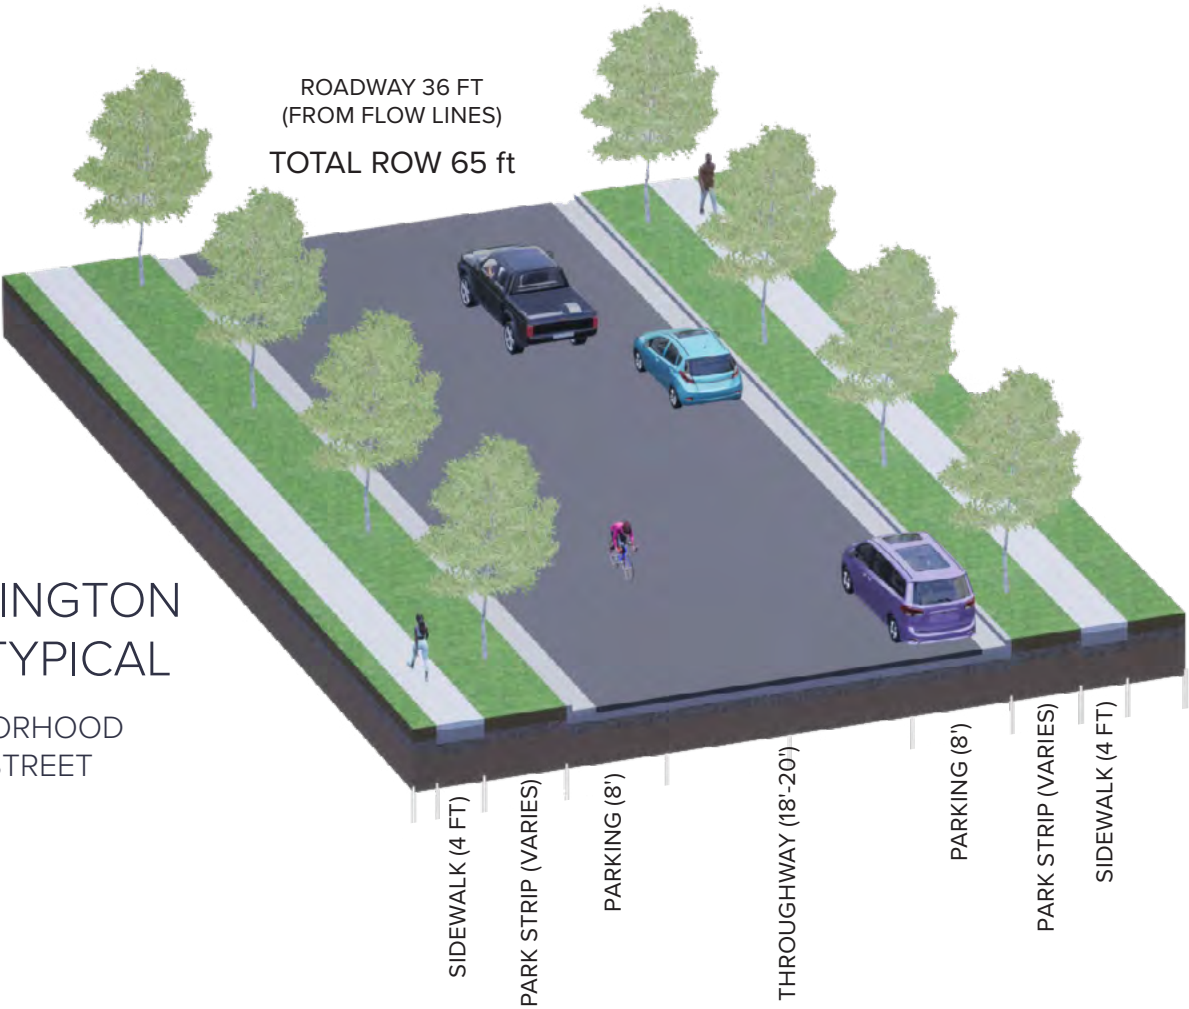 ROADWAY 36 FT
(FROM FLOW LINES)
TOTAL ROW 65 ft
INGTON
TYPICAL
ORHOOD
STREET
SIDEWALK (4 FT)
PARK STRIP (VARIES)
PARKING (8')
THROUGHWAY (18'-20')
PARKING (8')
PARK STRIP (VARIES)
SIDEWALK (4 FT)